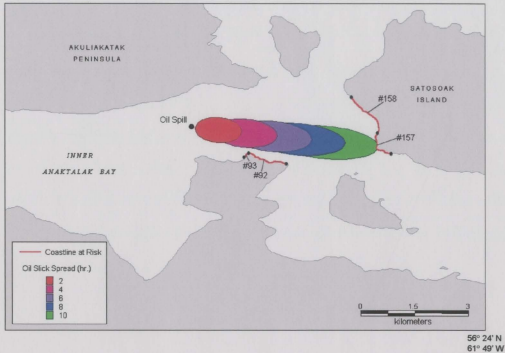 AKULIAKATAK
PENINSULA
SATOSOAK
ISLAND
#158
Oil Spill
#157
INNER
ANAKTALAK BAY
#93
#92
Coastline at Risk
Oil Slick Spread (hr.)
2
4
6
8
10
0 1.5 3
kilometers
56° 24' N
61° 49' W